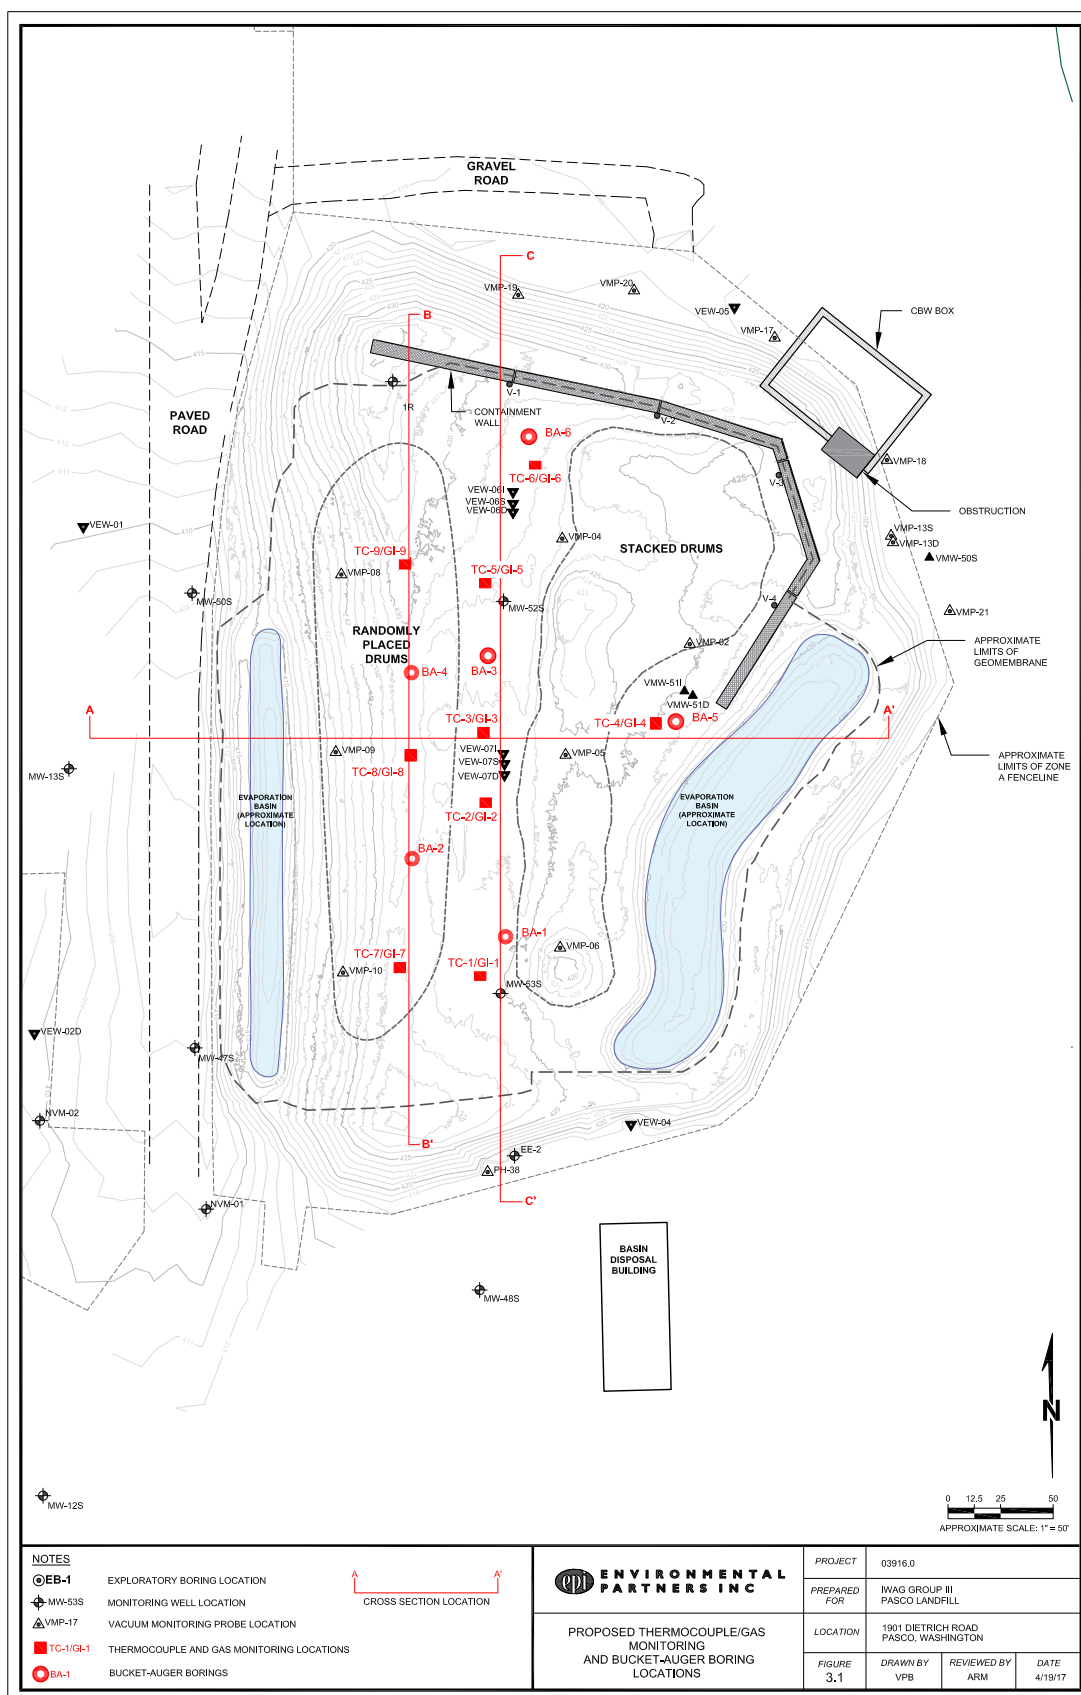 GRAVEL
ROAD
C
VMP-19
VMP-20
VEW-05
VMP-17
CBW BOX
B
1R
V-1
CONTAINMENT
WALL
V-2
PAVED
ROAD
BA-6
TC-6/GI-6
V-3
VMP-18
VEW-06I
VEW-06S
VEW-06D
OBSTRUCTION
VEW-01
VMP-13S
VMP-13D
VMP-04
STACKED DRUMS
VMW-50S
TC-9/GI-9
VMP-08
TC-5/GI-5
MW-50S
MW-52S
V-4
VMP-21
RANDOMLY
PLACED
DRUMS
VMP-02
APPROXIMATE
LIMITS OF
GEOMEMBRANE
BA-4
BA-3
VMW-51I
VMW-51D
A
TC-3/GI-3
TC-4/GI-4
BA-5
A'
VMP-09
VEW-07I
VEW-07S
VEW-07D
VMP-05
APPROXIMATE
LIMITS OF ZONE
A FENCELINE
MW-13S
TC-8/GI-8
EVAPORATION
BASIN
(APPROXIMATE
LOCATION)
EVAPORATION
BASIN
(APPROXIMATE
LOCATION)
TC-2/GI-2
BA-2
BA-1
VMP-06
TC-7/GI-7
VMP-10
TC-1/GI-1
MW-53S
VEW-02D
MW-47S
NVM-02
VEW-04
B'
EE-2
PH-38
C'
NVM-01
BASIN
DISPOSAL
BUILDING
MW-48S
N
MW-12S
0 12.5 25 50
APPROXIMATE SCALE: 1" = 50'
NOTES
EB-1 EXPLORATORY BORING LOCATION
MW-53S MONITORING WELL LOCATION
VMP-17 VACUUM MONITORING PROBE LOCATION
TC-1/GI-1 THERMOCOUPLE AND GAS MONITORING LOCATIONS
BA-1 BUCKET-AUGER BORINGS
A A'
CROSS SECTION LOCATION
epi ENVIRONMENTAL
PARTNERS INC
PROPOSED THERMOCOUPLE/GAS
MONITORING
AND BUCKET-AUGER BORING
LOCATIONS
PROJECT 03916.0
PREPARED
FOR
IWAG GROUP III
PASCO LANDFILL
LOCATION
1901 DIETRICH ROAD
PASCO, WASHINGTON
FIGURE
3.1
DRAWN BY
VPB
REVIEWED BY
ARM
DATE
4/19/17